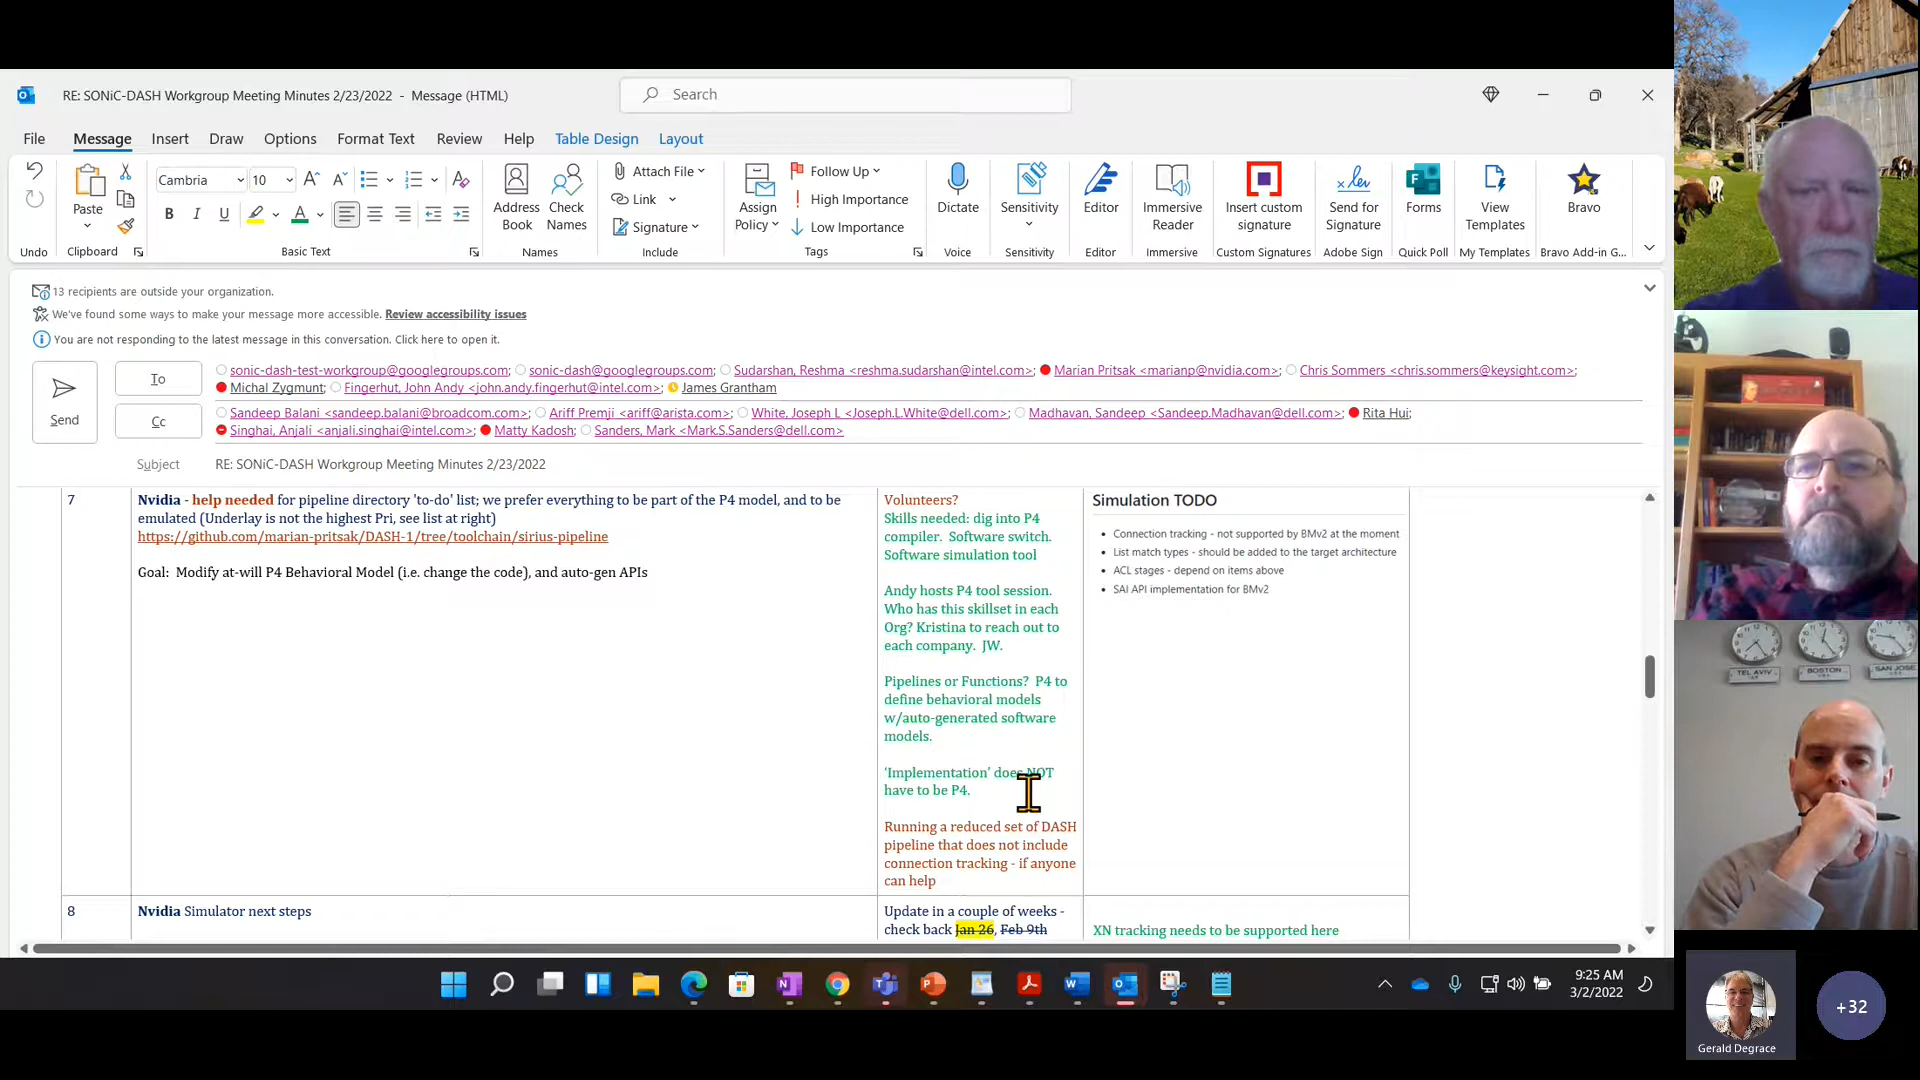 RE: SONiC-DASH Workgroup Meeting Minutes 2/23/2022 - Message (HTML)
Search
File Message Insert Draw Options Format Text Review Help Table Design Layout
Cambria 10
Paste
Address Book
Check Names
Attach File
Link
Signature
Assign Policy
Follow Up
High Importance
Low Importance
Dictate
Sensitivity
Editor
Immersive Reader
Insert custom signature
Send for Signature
Forms
View Templates
Bravo
Undo Clipboard Basic Text Names Include Tags Voice Sensitivity Editor Immersive Custom Signatures Adobe Sign Quick Poll My Templates Bravo Add-in G...
13 recipients are outside your organization.
We've found some ways to make your message more accessible. Review accessibility issues
You are not responding to the latest message in this conversation. Click here to open it.
Send
To
sonic-dash-test-workgroup@googlegroups.com; sonic-dash@googlegroups.com; Sudarshan, Reshma <reshma.sudarshan@intel.com>; Marian Pritsak <marianp@nvidia.com>; Chris Sommers <chris.sommers@keysight.com>;
Michal Zygmunt; Fingerhut, John Andy <john.andy.fingerhut@intel.com>; James Grantham
Cc
Sandeep Balani <sandeep.balani@broadcom.com>; Ariff Premji <ariff@arista.com>; White, Joseph L <Joseph.L.White@dell.com>; Madhavan, Sandeep <Sandeep.Madhavan@dell.com>; Rita Hui;
Singhai, Anjali <anjali.singhai@intel.com>; Matty Kadosh; Sanders, Mark <Mark.S.Sanders@dell.com>
Subject RE: SONiC-DASH Workgroup Meeting Minutes 2/23/2022
7
Nvidia - help needed for pipeline directory 'to-do' list; we prefer everything to be part of the P4 model, and to be
emulated (Underlay is not the highest Pri, see list at right)
https://github.com/marian-pritsak/DASH-1/tree/toolchain/sirius-pipeline
Goal: Modify at-will P4 Behavioral Model (i.e. change the code), and auto-gen APIs
Volunteers?
Skills needed: dig into P4
compiler. Software switch.
Software simulation tool
Andy hosts P4 tool session.
Who has this skillset in each
Org? Kristina to reach out to
each company. JW.
Pipelines or Functions? P4 to
define behavioral models
w/auto-generated software
models.
‘Implementation’ does NOT
have to be P4.
Running a reduced set of DASH
pipeline that does not include
connection tracking - if anyone
can help
Simulation TODO
• Connection tracking - not supported by BMv2 at the moment
• List match types - should be added to the target architecture
• ACL stages - depend on items above
• SAI API implementation for BMv2
8
Nvidia Simulator next steps
Update in a couple of weeks -
check back Jan 26, Feb 9th
XN tracking needs to be supported here
9:25 AM
3/2/2022
TEL AVIV
BOSTON
SAN JOSE
Gerald Degrace
+32